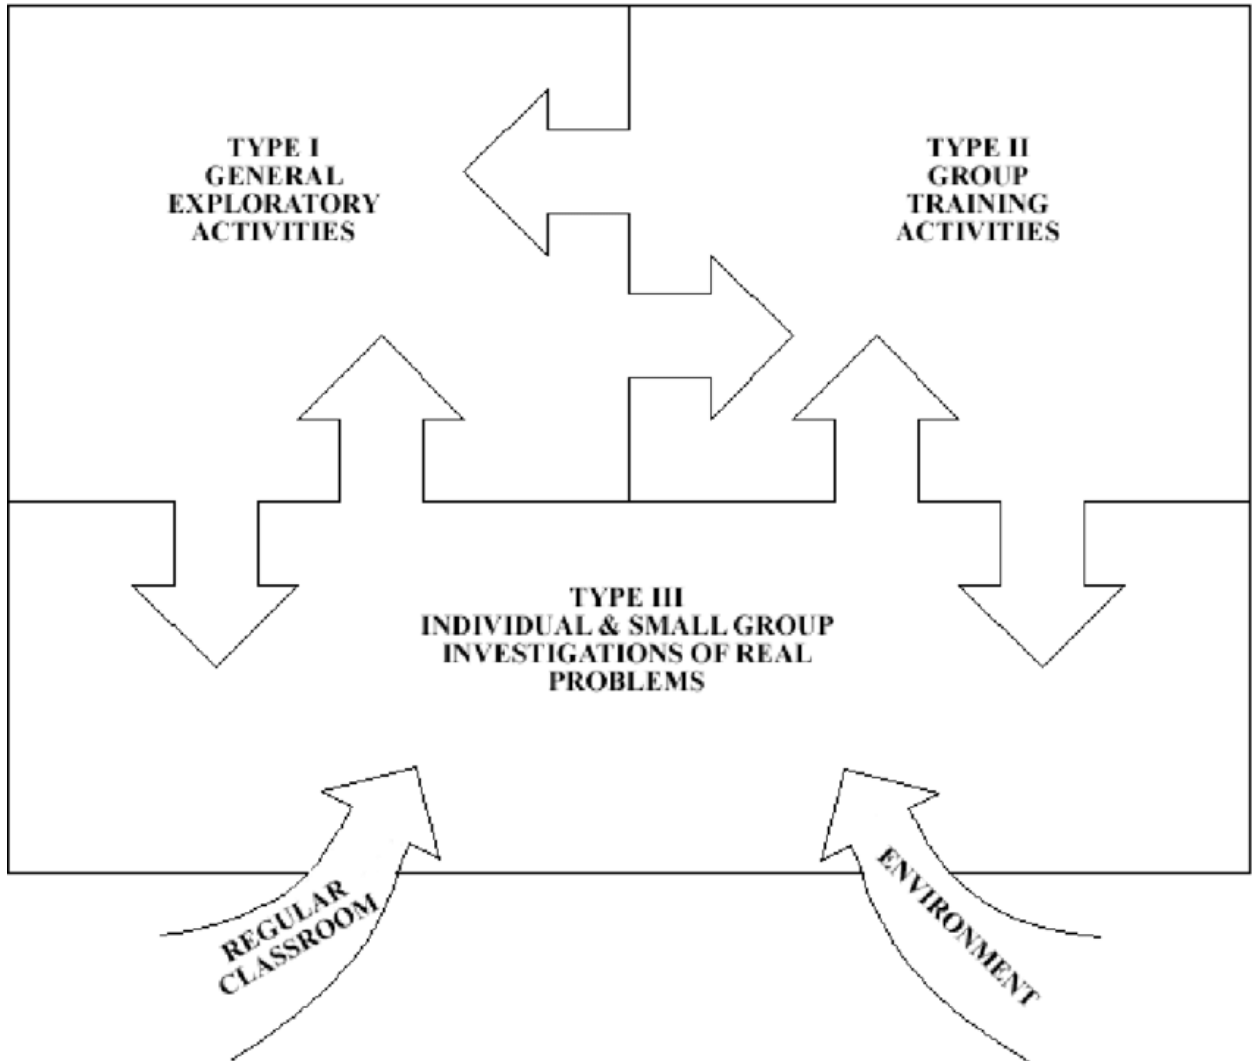 TYPE I
GENERAL
EXPLORATORY
ACTIVITIES
TYPE II
GROUP
TRAINING
ACTIVITIES
TYPE III
INDIVIDUAL & SMALL GROUP
INVESTIGATIONS OF REAL
PROBLEMS
REGULAR
CLASSROOM
ENVIRONMENT